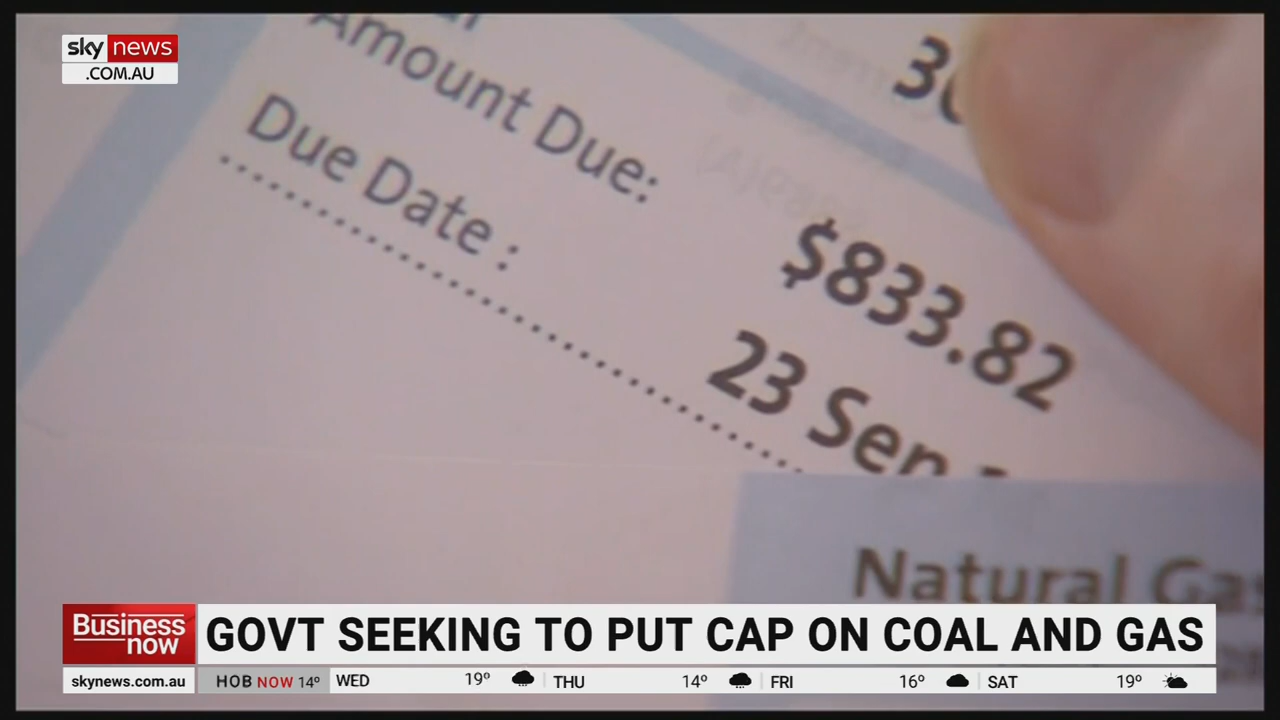 sky news
.COM.AU
Amount Due:
$833.82
Due Date :
23 Sep
Natural Gas
Business
now
GOVT SEEKING TO PUT CAP ON COAL AND GAS
skynews.com.au
HOB NOW 14° WED 19° THU 14° FRI 16° SAT 19°